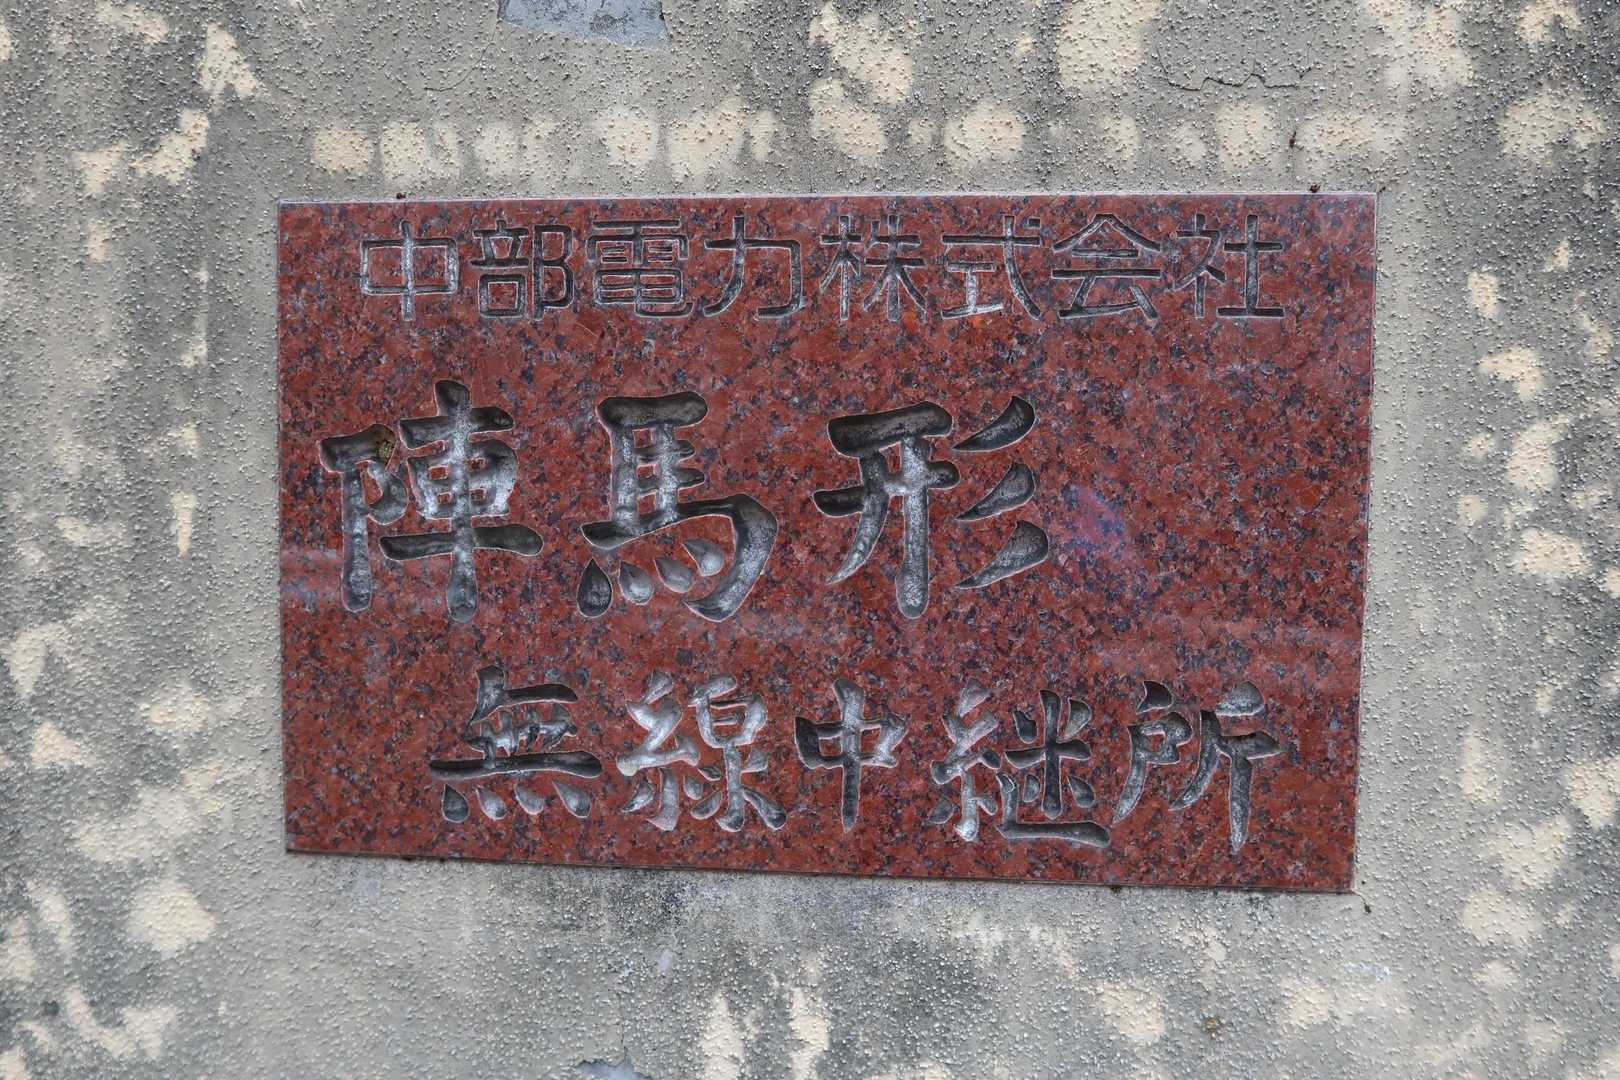 中部電力株式会社
陣馬形
無線中継所